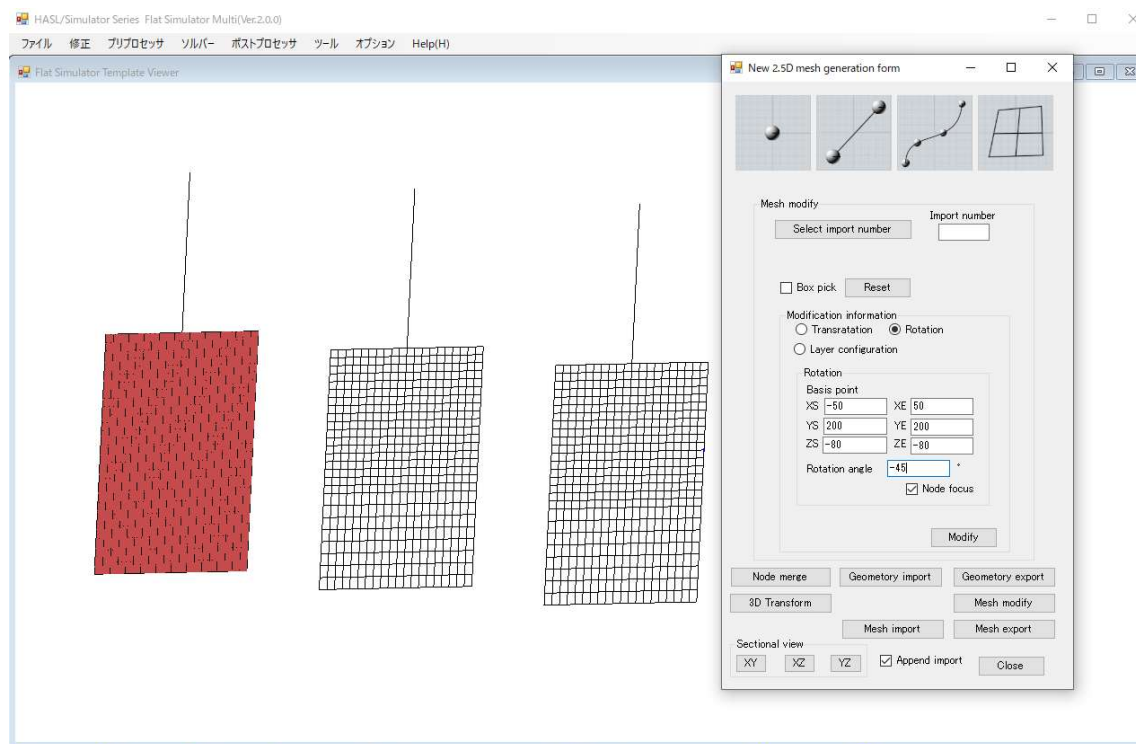 HASL/Simulator Series Flat Simulator Multi(Ver.2.0.0)
ファイル 修正 プリプロセッサ ソルバー ポストプロセッサ ツール オプション Help(H)
Flat Simulator Template Viewer
New 2.5D mesh generation form
Mesh modify
Import number
Select import number
Box pick Reset
Modification information
Transratation Rotation
Layer configuration
Rotation
Basis point
XS -50 XE 50
YS 200 YE 200
ZS -80 ZE -80
Rotation angle -45 °
Node focus
Modify
Node merge Geometory import Geometory export
3D Transform Mesh modify
Mesh import Mesh export
Sectional view
XY XZ YZ Append import Close